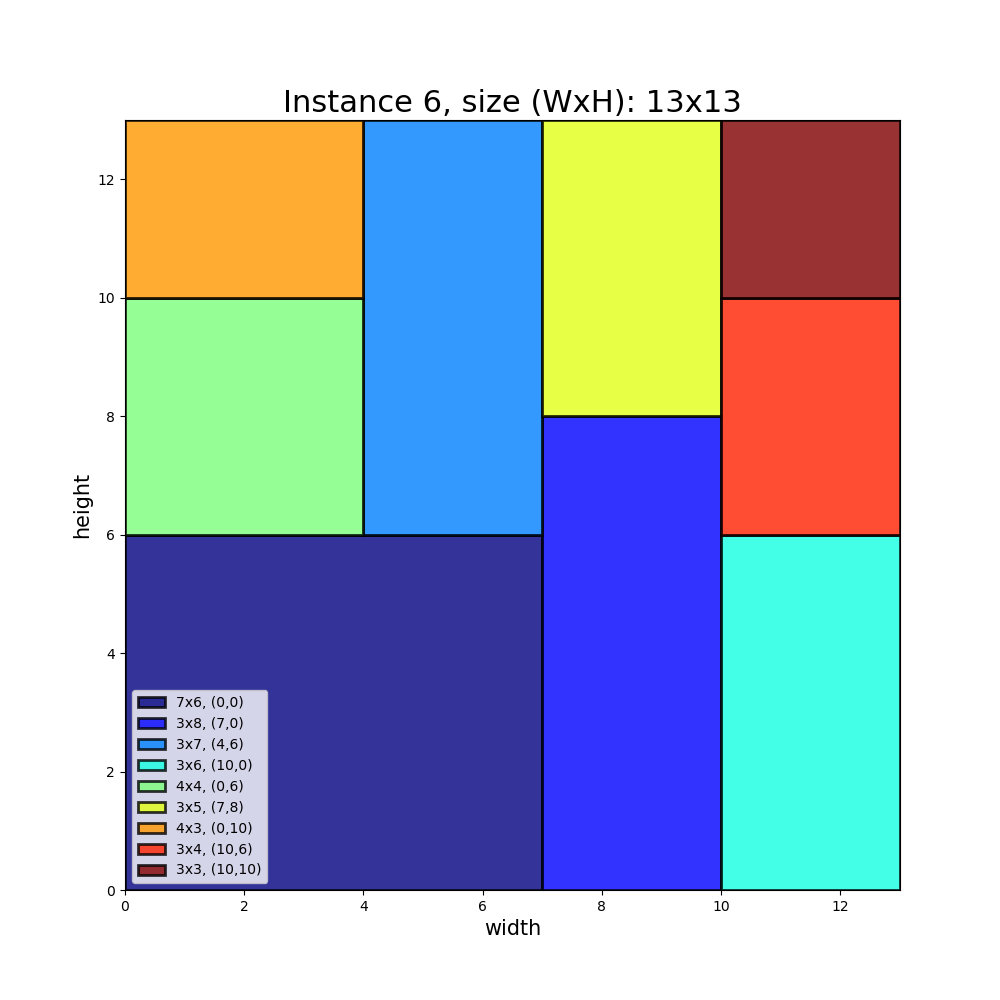 Instance 6, size (WxH): 13x13
height
12
10
8
6
4
2
0
7x6, (0,0)
3x8, (7,0)
3x7, (4,6)
3x6, (10,0)
4x4, (0,6)
3x5, (7,8)
4x3, (0,10)
3x4, (10,6)
3x3, (10,10)
0 2 4 6 8 10 12
width